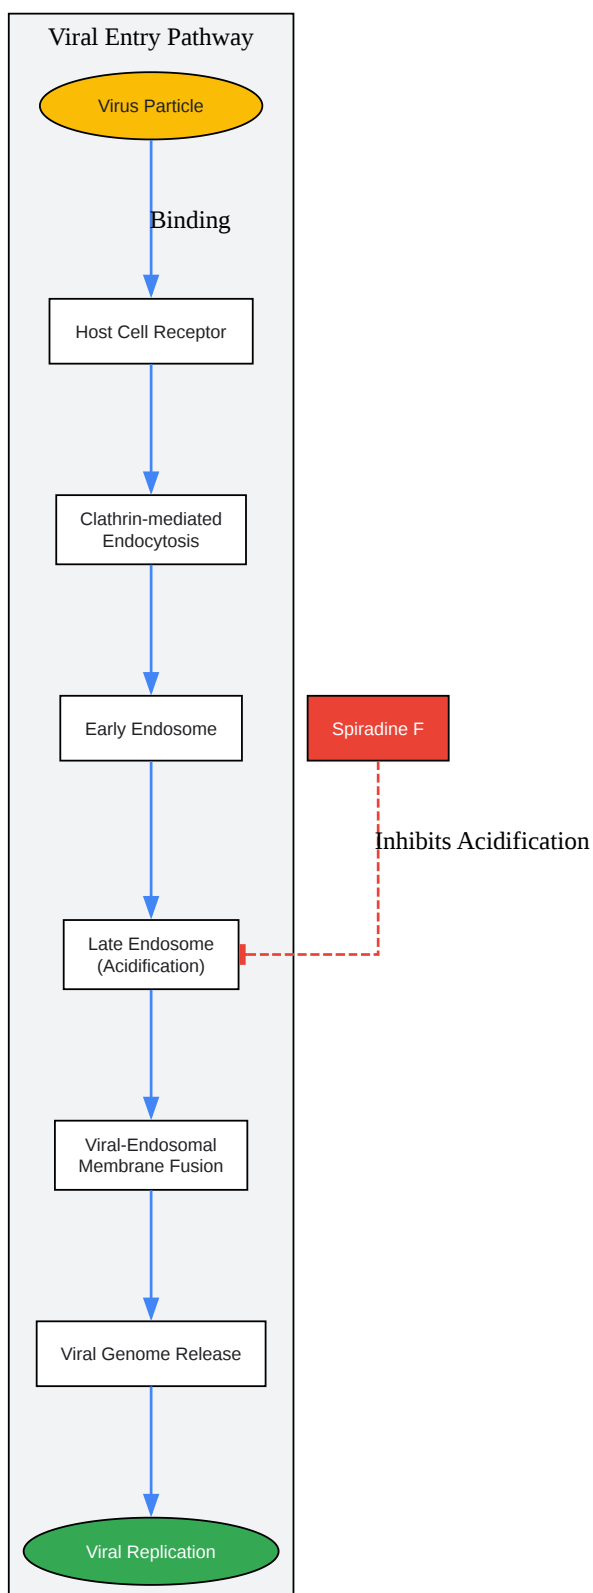 Viral Entry Pathway
Virus Particle
Binding
Host Cell Receptor
Clathrin-mediated
Endocytosis
Early Endosome
Spiradine F
Inhibits Acidification
Late Endosome
(Acidification)
Viral-Endosomal
Membrane Fusion
Viral Genome Release
Viral Replication